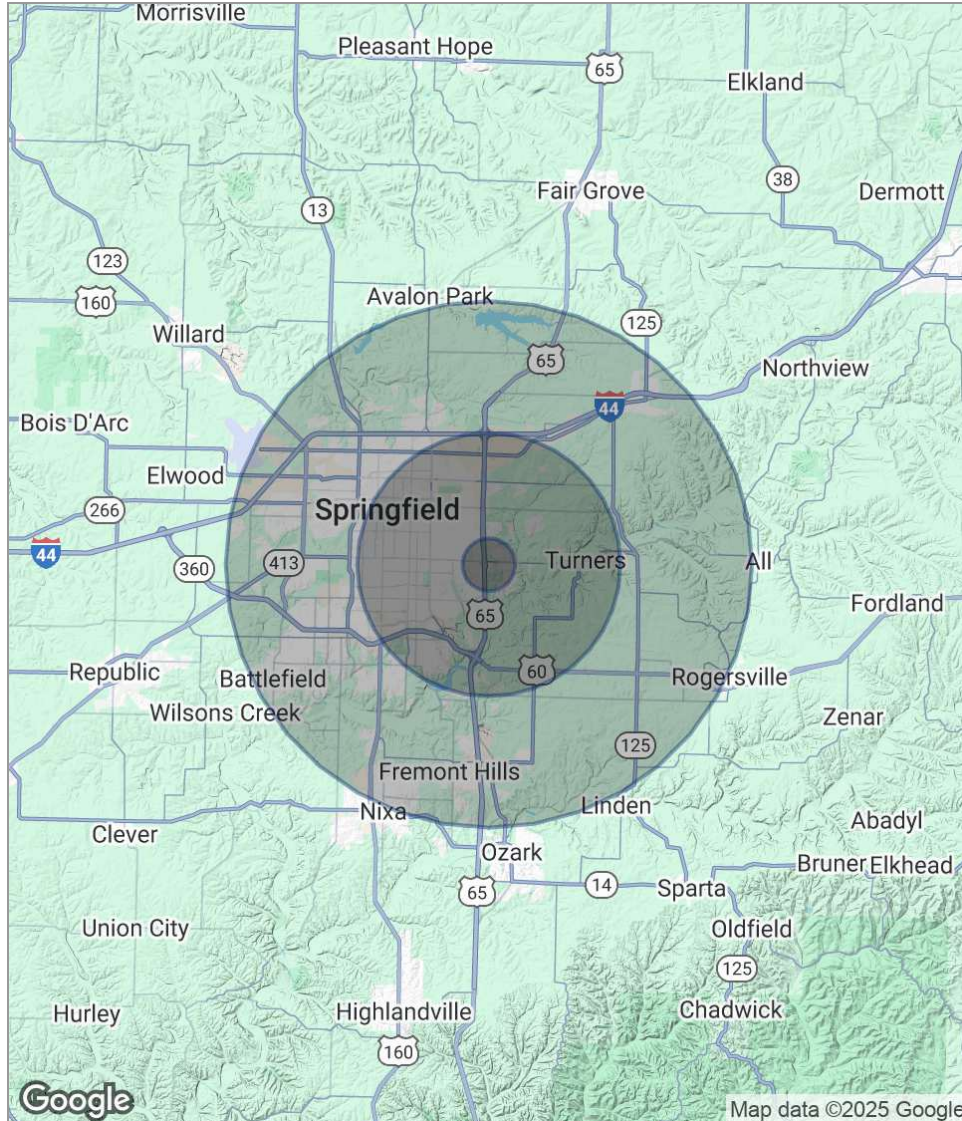 Morrisville
Pleasant Hope
65
Elkland
38
Fair Grove
Dermott
13
123
160
Avalon Park
125
Willard
65
Northview
44
Bois D'Arc
Elwood
266
Springfield
44
360
413
Turners
All
Fordland
65
Republic
Battlefield
60
Rogersville
Wilsons Creek
Zenar
125
Fremont Hills
Nixa
Linden
Clever
Abadyl
Ozark
Bruner
Elkhead
65
14
Sparta
Union City
Oldfield
125
Hurley
Highlandville
Chadwick
160
Google
Map data ©2025 Google